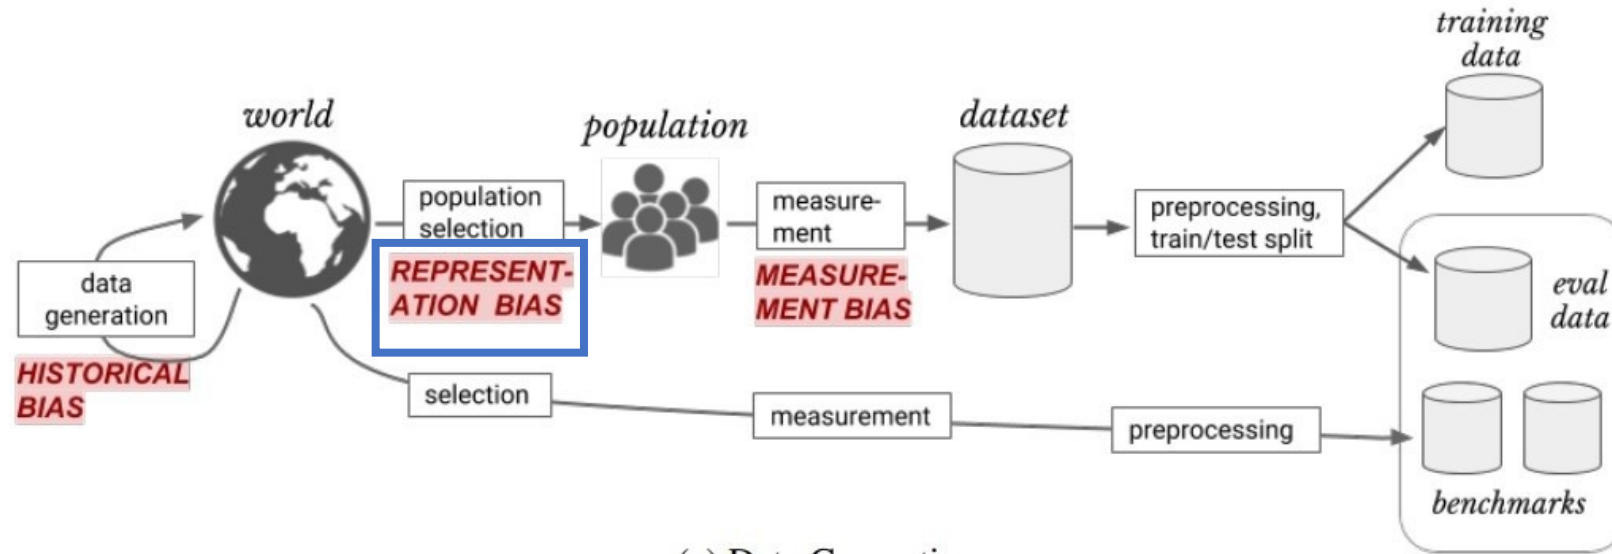 training
data
world
population
dataset
population
selection
measure-
ment
preprocessing,
train/test split
REPRESENT-
ATION BIAS
MEASURE-
MENT BIAS
data
generation
eval
data
HISTORICAL
BIAS
selection
measurement
preprocessing
benchmarks